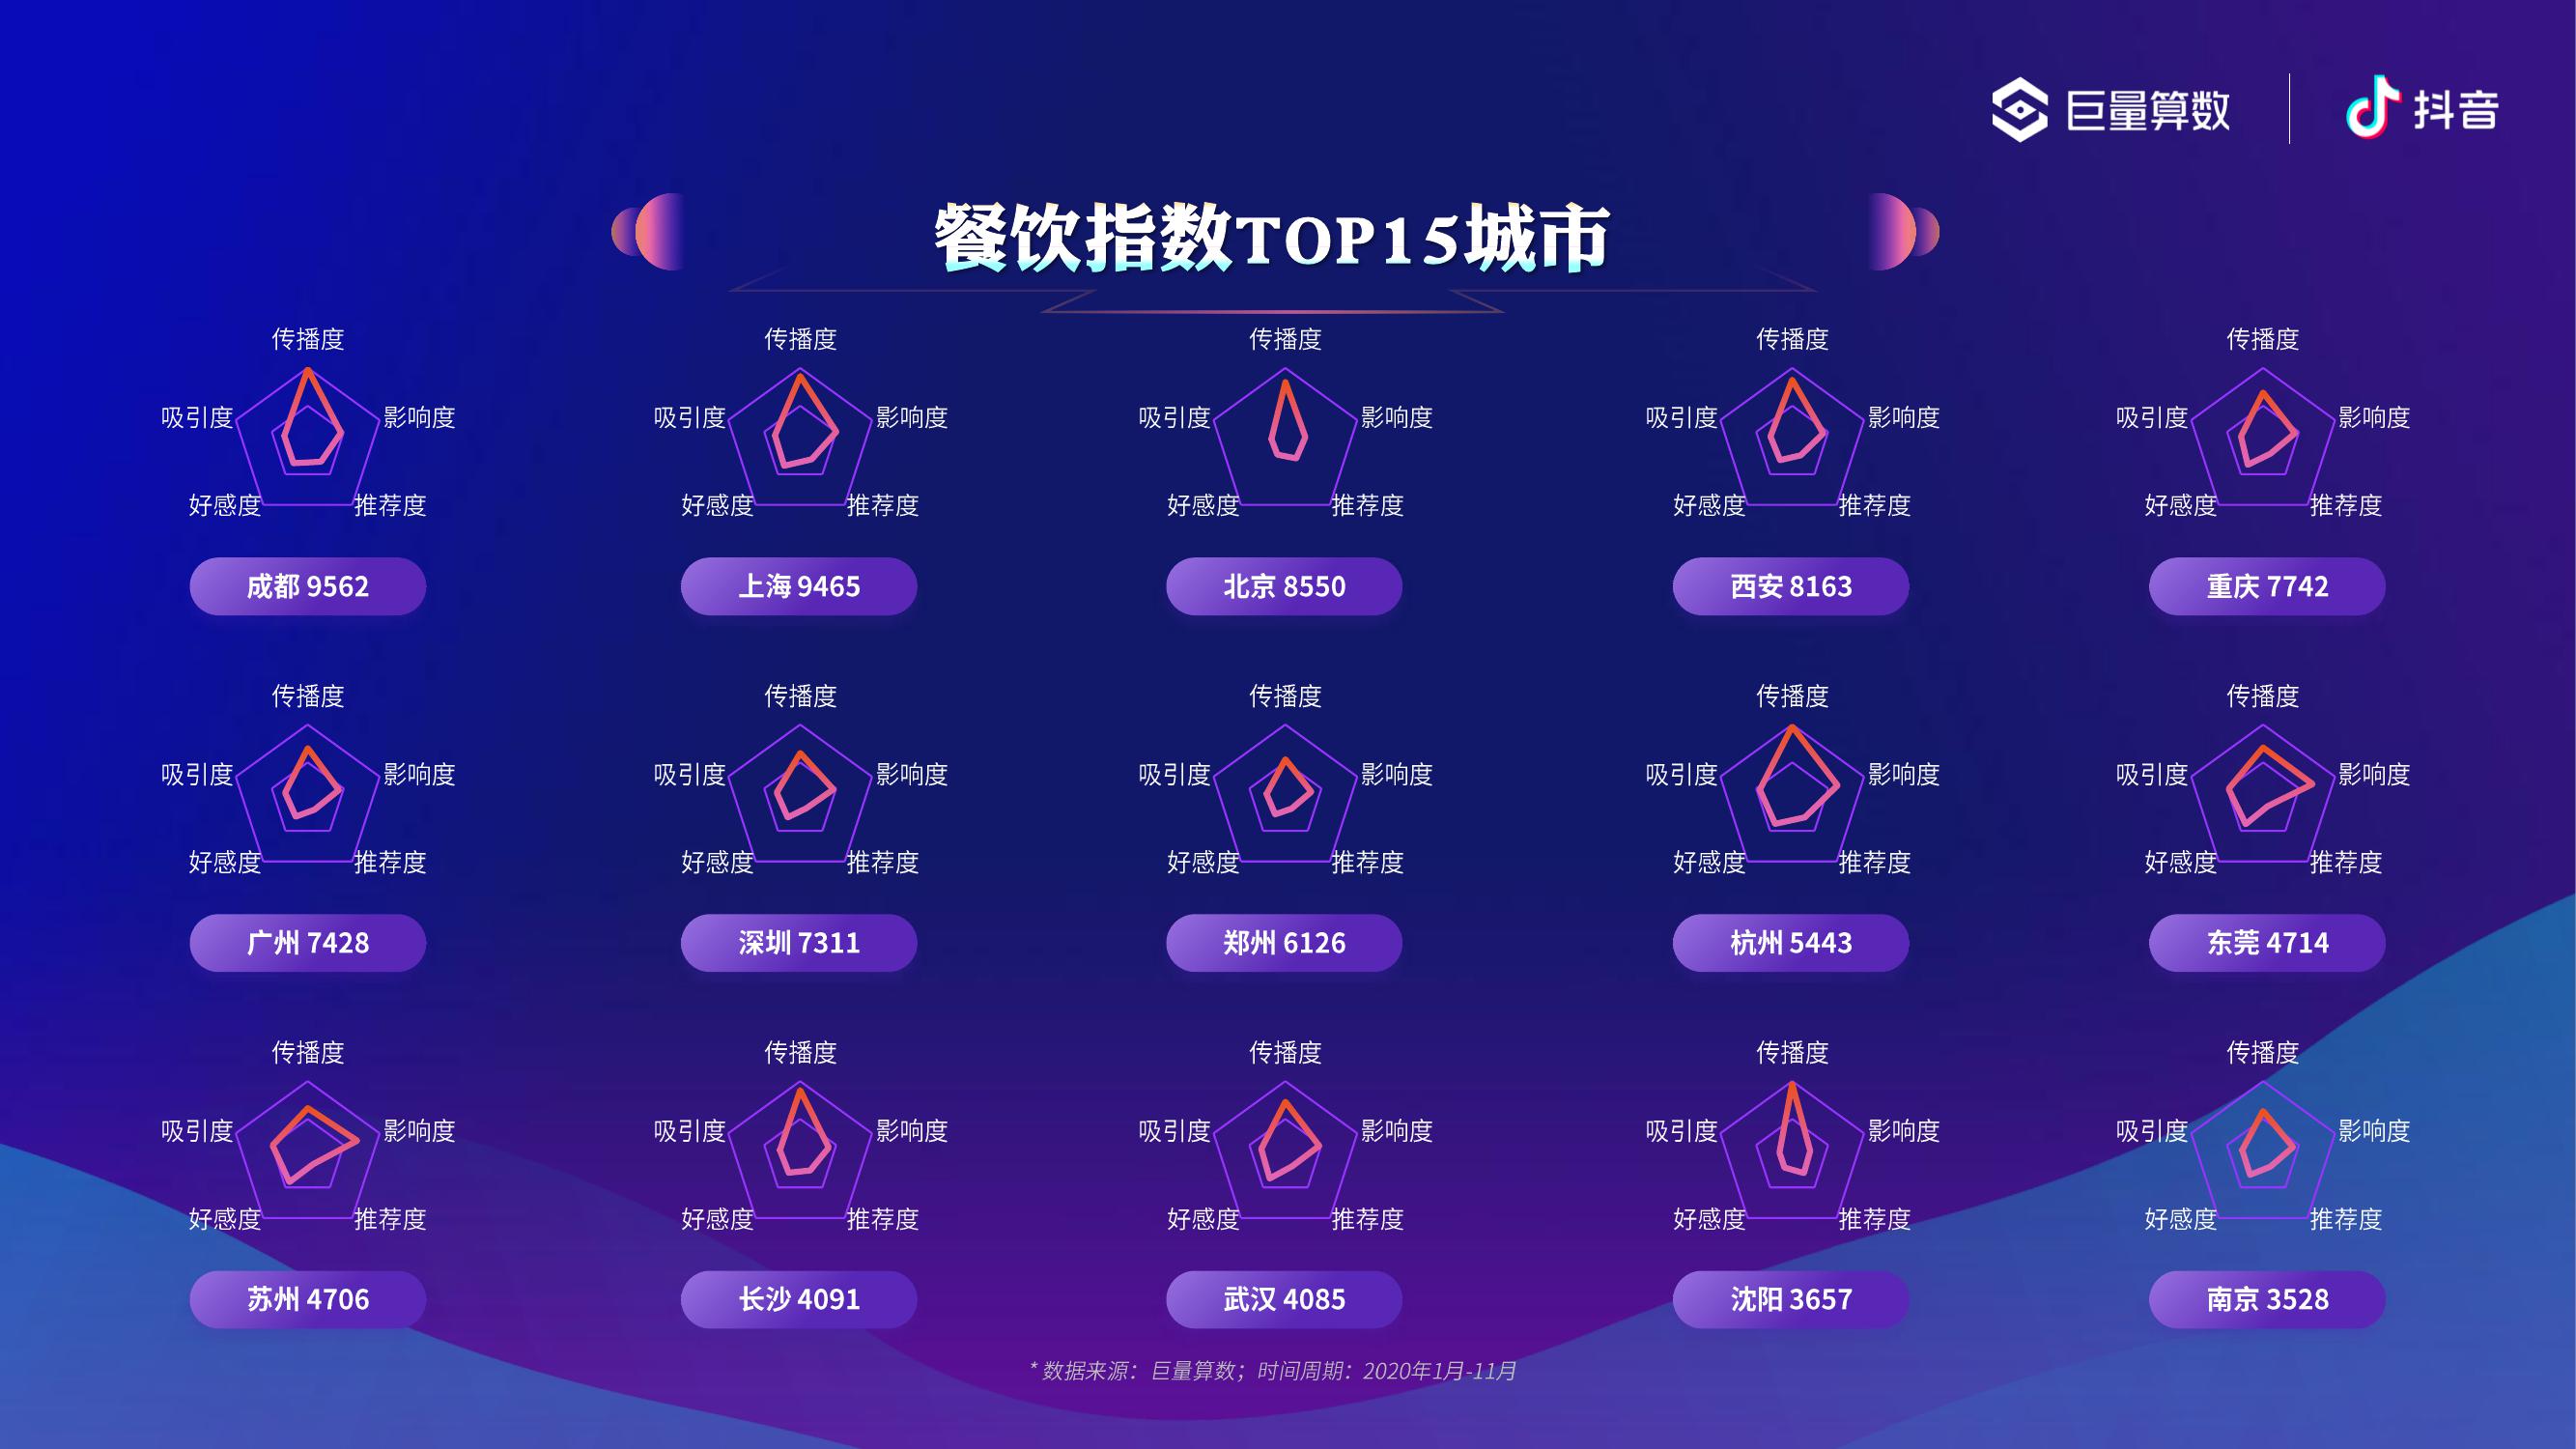 巨量算数
抖音
餐饮指数TOP15城市
传播度
吸引度
影响度
好感度
推荐度
成都 9562
传播度
吸引度
影响度
好感度
推荐度
上海 9465
传播度
吸引度
影响度
好感度
推荐度
北京 8550
传播度
吸引度
影响度
好感度
推荐度
西安 8163
传播度
吸引度
影响度
好感度
推荐度
重庆 7742
传播度
吸引度
影响度
好感度
推荐度
广州 7428
传播度
吸引度
影响度
好感度
推荐度
深圳 7311
传播度
吸引度
影响度
好感度
推荐度
郑州 6126
传播度
吸引度
影响度
好感度
推荐度
杭州 5443
传播度
吸引度
影响度
好感度
推荐度
东莞 4714
传播度
吸引度
影响度
好感度
推荐度
苏州 4706
传播度
吸引度
影响度
好感度
推荐度
长沙 4091
传播度
吸引度
影响度
好感度
推荐度
武汉 4085
传播度
吸引度
影响度
好感度
推荐度
沈阳 3657
传播度
吸引度
影响度
好感度
推荐度
南京 3528
* 数据来源：巨量算数；时间周期：2020年1月-11月